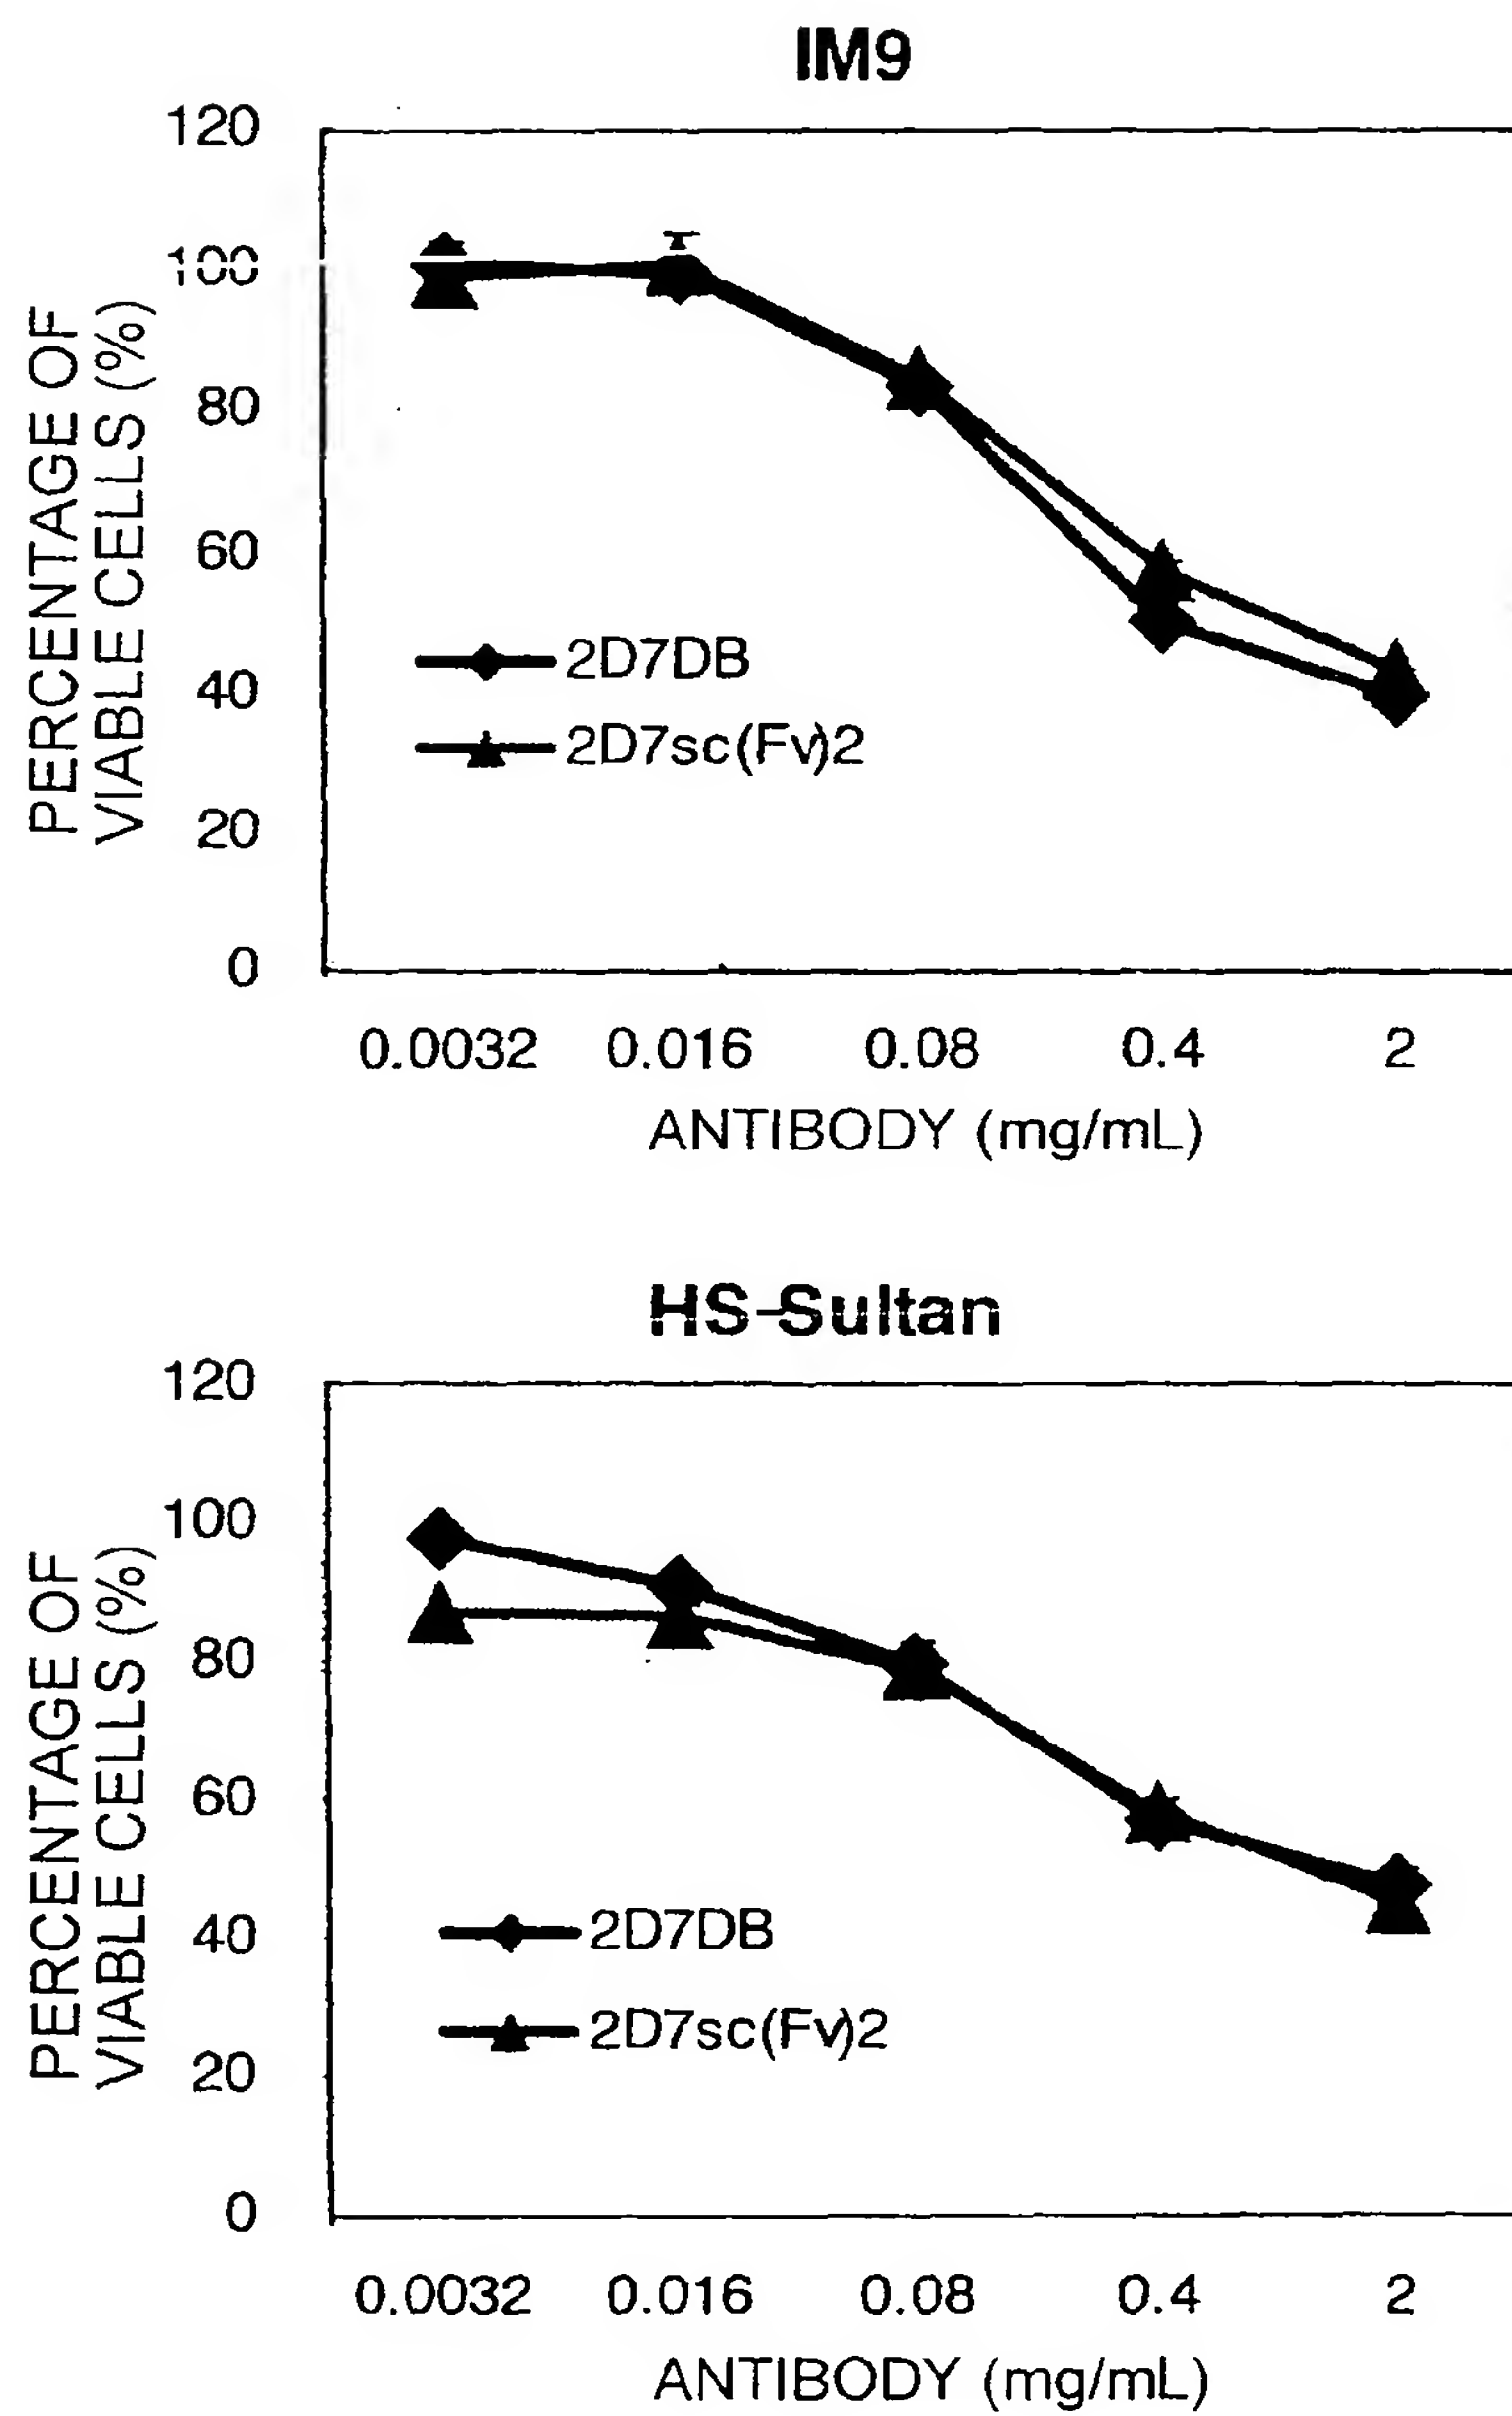 IM9
120
100
80
60
40
20
0
PERCENTAGE OF
VIABLE CELLS (%)
2D7DB
2D7sc(Fv)2
0.0032 0.016 0.08 0.4 2
ANTIBODY (mg/mL)
HS-Sultan
120
100
80
60
40
20
0
PERCENTAGE OF
VIABLE CELLS (%)
2D7DB
2D7sc(Fv)2
0.0032 0.016 0.08 0.4 2
ANTIBODY (mg/mL)